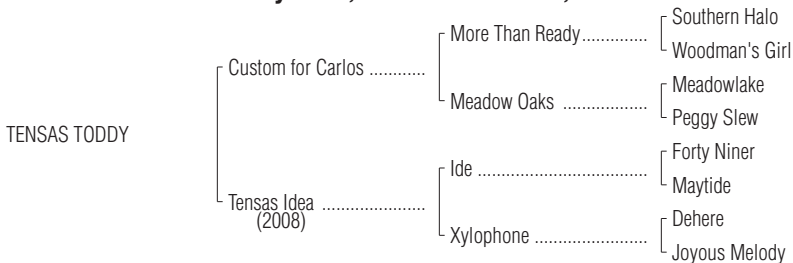 Southern Halo
More Than Ready.............
Woodman's Girl
Custom for Carlos ............
Meadowlake
Meadow Oaks .................
Peggy Slew
TENSAS TODDY
Forty Niner
Ide ..................................
Maytide
Tensas Idea .....................
(2008)
Dehere
Xylophone .......................
Joyous Melody